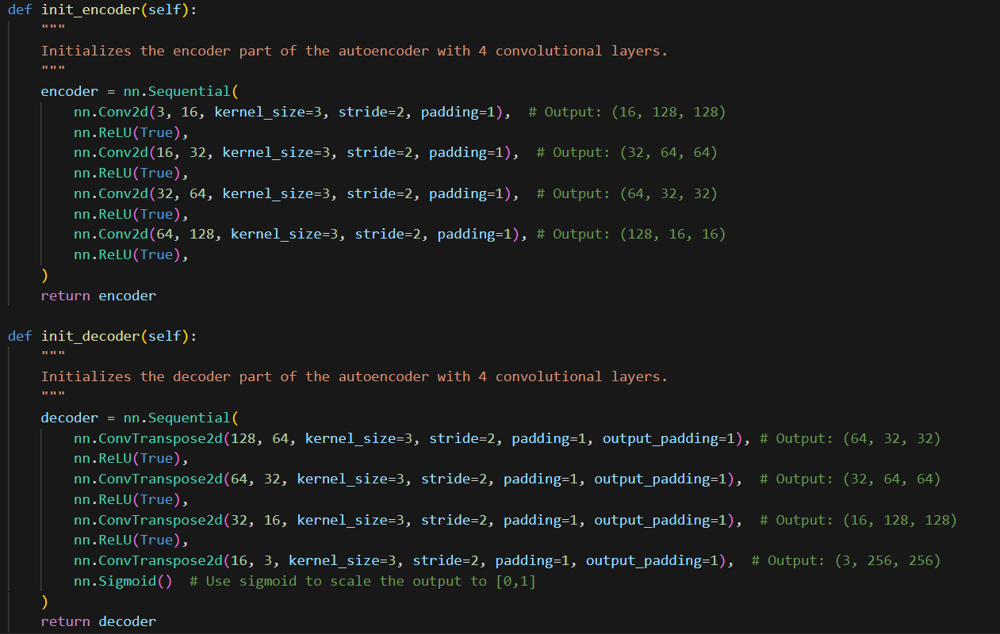 def init_encoder(self):
    """
    Initializes the encoder part of the autoencoder with 4 convolutional layers.
    """
    encoder = nn.Sequential(
        nn.Conv2d(3, 16, kernel_size=3, stride=2, padding=1),  # Output: (16, 128, 128)
        nn.ReLU(True),
        nn.Conv2d(16, 32, kernel_size=3, stride=2, padding=1),  # Output: (32, 64, 64)
        nn.ReLU(True),
        nn.Conv2d(32, 64, kernel_size=3, stride=2, padding=1),  # Output: (64, 32, 32)
        nn.ReLU(True),
        nn.Conv2d(64, 128, kernel_size=3, stride=2, padding=1), # Output: (128, 16, 16)
        nn.ReLU(True),
    )
    return encoder

def init_decoder(self):
    """
    Initializes the decoder part of the autoencoder with 4 convolutional layers.
    """
    decoder = nn.Sequential(
        nn.ConvTranspose2d(128, 64, kernel_size=3, stride=2, padding=1, output_padding=1), # Output: (64, 32, 32)
        nn.ReLU(True),
        nn.ConvTranspose2d(64, 32, kernel_size=3, stride=2, padding=1, output_padding=1),  # Output: (32, 64, 64)
        nn.ReLU(True),
        nn.ConvTranspose2d(32, 16, kernel_size=3, stride=2, padding=1, output_padding=1),  # Output: (16, 128, 128)
        nn.ReLU(True),
        nn.ConvTranspose2d(16, 3, kernel_size=3, stride=2, padding=1, output_padding=1),  # Output: (3, 256, 256)
        nn.Sigmoid()  # Use sigmoid to scale the output to [0,1]
    )
    return decoder